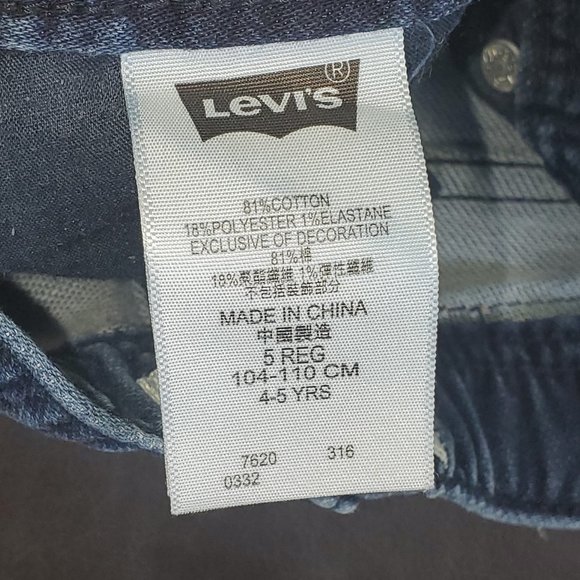 LEVI'S ®
81%COTTON
18%POLYESTER 1%ELASTANE
EXCLUSIVE OF DECORATION
81%棉
18%聚酯纖維 1%彈性纖維
不包括裝飾部分
MADE IN CHINA
中國製造
5 REG
104-110 CM
4-5 YRS
7620 316
0332